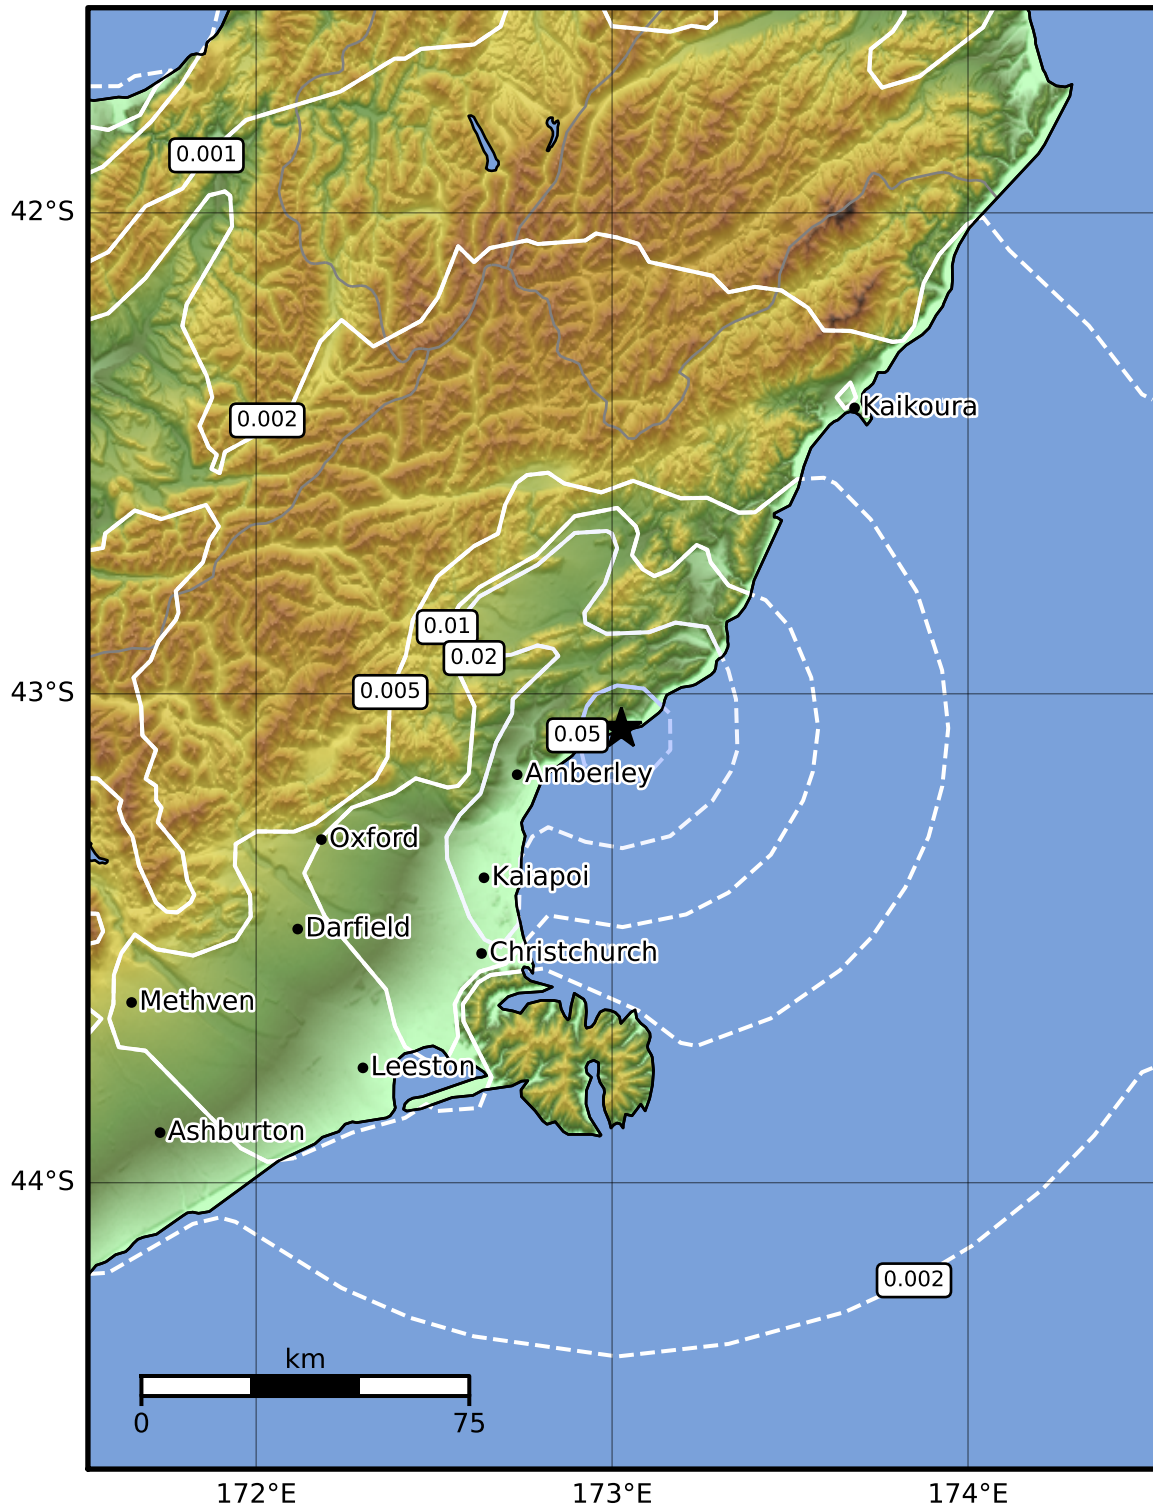 0.001
42°S
Kaikoura
0.002
0.01
0.02
0.005
43°S
0.05
Amberley
Oxford
Kaiapoi
Darfield
Christchurch
Methven
Leeston
Ashburton
44°S
0.002
km
0 75
172°E 173°E 174°E